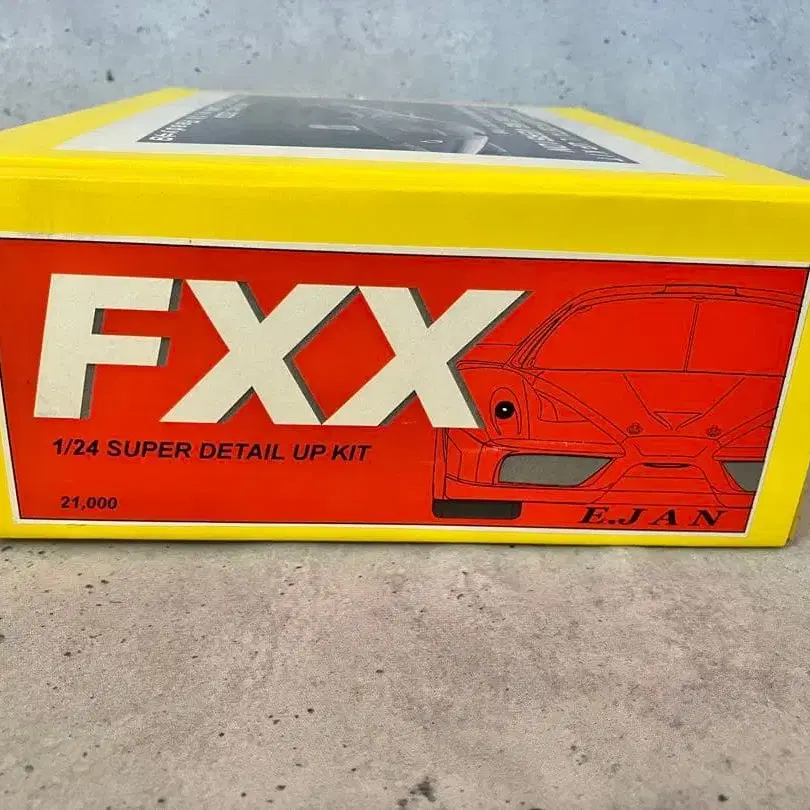 FXX
1/24 SUPER DETAIL UP KIT
21,000
E.JAN